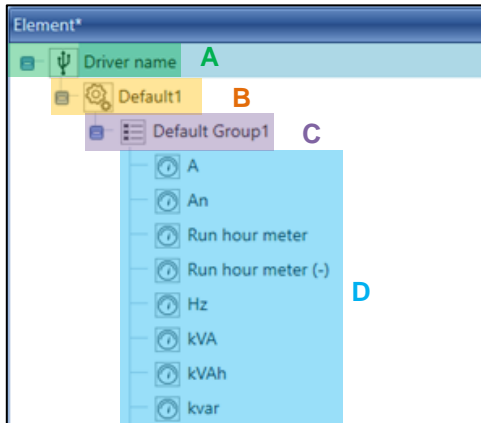 Element*
Driver name A
Default1 B
Default Group1 C
A
An
Run hour meter
Run hour meter (-)
D
Hz
kVA
kVAh
kvar